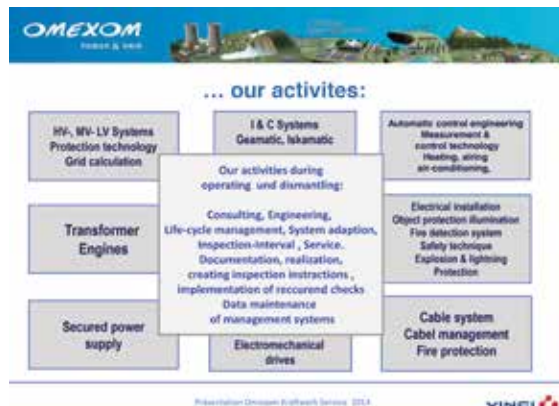 OMEXOM
POWER & GRID
... our activites:
HV-, MV- LV Systems
Protection technology
Grid calculation
I & C Systems
Geamatic, Iskamatic
Automatic control engineering
Measurement &
control technology
Heating, airing
air-conditioning,
Our activities during
operating und dismantling:
Consulting, Engineering,
Life-cycle management, System adaption,
Inspection-Interval , Service.
Documentation, realization,
creating inspection instructions ,
implementation of reccurend checks
Data maintenance
of management systems
Transformer
Engines
Electrical installation
Object protection illumination
Fire detection system
Safety technique
Explosion & lightning
Protection
Secured power
supply
Electromechanical
drives
Cable system
Cabel management
Fire protection
Präsentation Omexom Kraftwerk Service 2014
VINCI